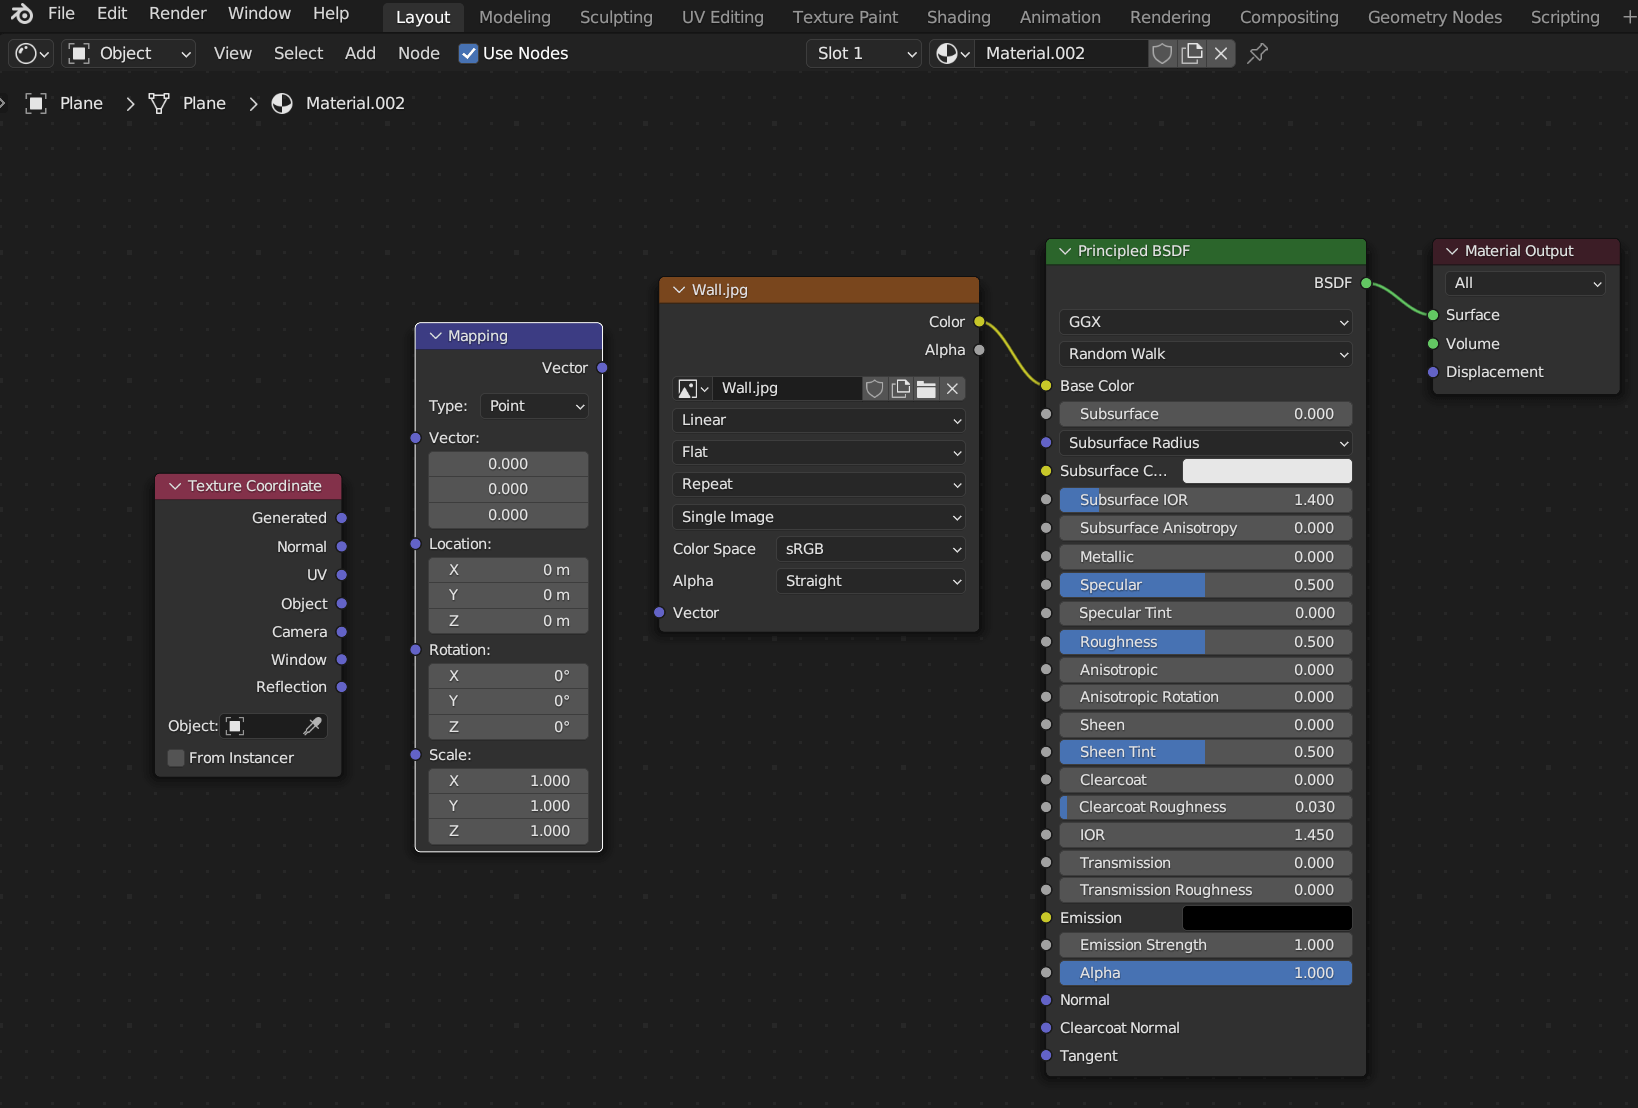 File Edit Render Window Help Layout Modeling Sculpting UV Editing Texture Paint Shading Animation Rendering Compositing Geometry Nodes Scripting +
Object View Select Add Node Use Nodes Slot 1 Material.002
Plane > Plane > Material.002
Texture Coordinate
Generated
Normal
UV
Object
Camera
Window
Reflection
Object:
From Instancer
Mapping
Vector
Type: Point
Vector:
0.000
0.000
0.000
Location:
X 0 m
Y 0 m
Z 0 m
Rotation:
X 0°
Y 0°
Z 0°
Scale:
X 1.000
Y 1.000
Z 1.000
Wall.jpg
Color
Alpha
Wall.jpg
Linear
Flat
Repeat
Single Image
Color Space sRGB
Alpha Straight
Vector
Principled BSDF
BSDF
GGX
Random Walk
Base Color
Subsurface 0.000
Subsurface Radius
Subsurface C...
Subsurface IOR 1.400
Subsurface Anisotropy 0.000
Metallic 0.000
Specular 0.500
Specular Tint 0.000
Roughness 0.500
Anisotropic 0.000
Anisotropic Rotation 0.000
Sheen 0.000
Sheen Tint 0.500
Clearcoat 0.000
Clearcoat Roughness 0.030
IOR 1.450
Transmission 0.000
Transmission Roughness 0.000
Emission
Emission Strength 1.000
Alpha 1.000
Normal
Clearcoat Normal
Tangent
Material Output
All
Surface
Volume
Displacement